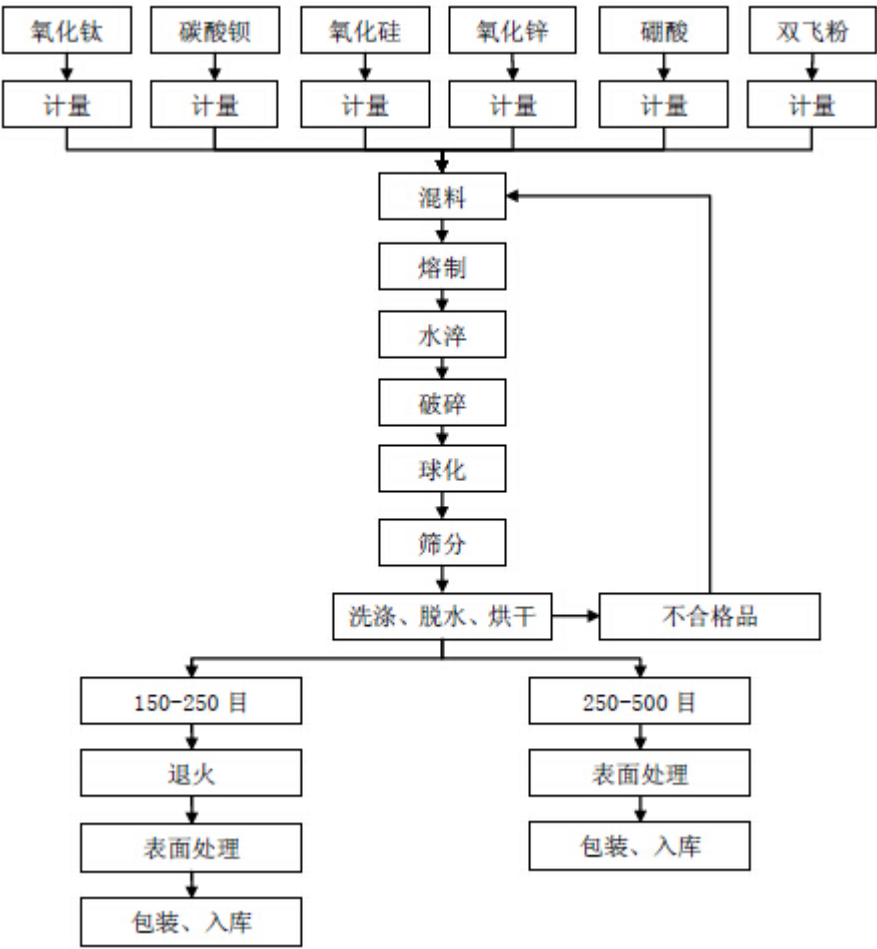 氧化钛
碳酸钡
氧化硅
氧化锌
硼酸
双飞粉
计量
计量
计量
计量
计量
计量
混料
熔制
水淬
破碎
球化
筛分
洗涤、脱水、烘干
不合格品
150-250 目
250-500 目
退火
表面处理
表面处理
包装、入库
包装、入库